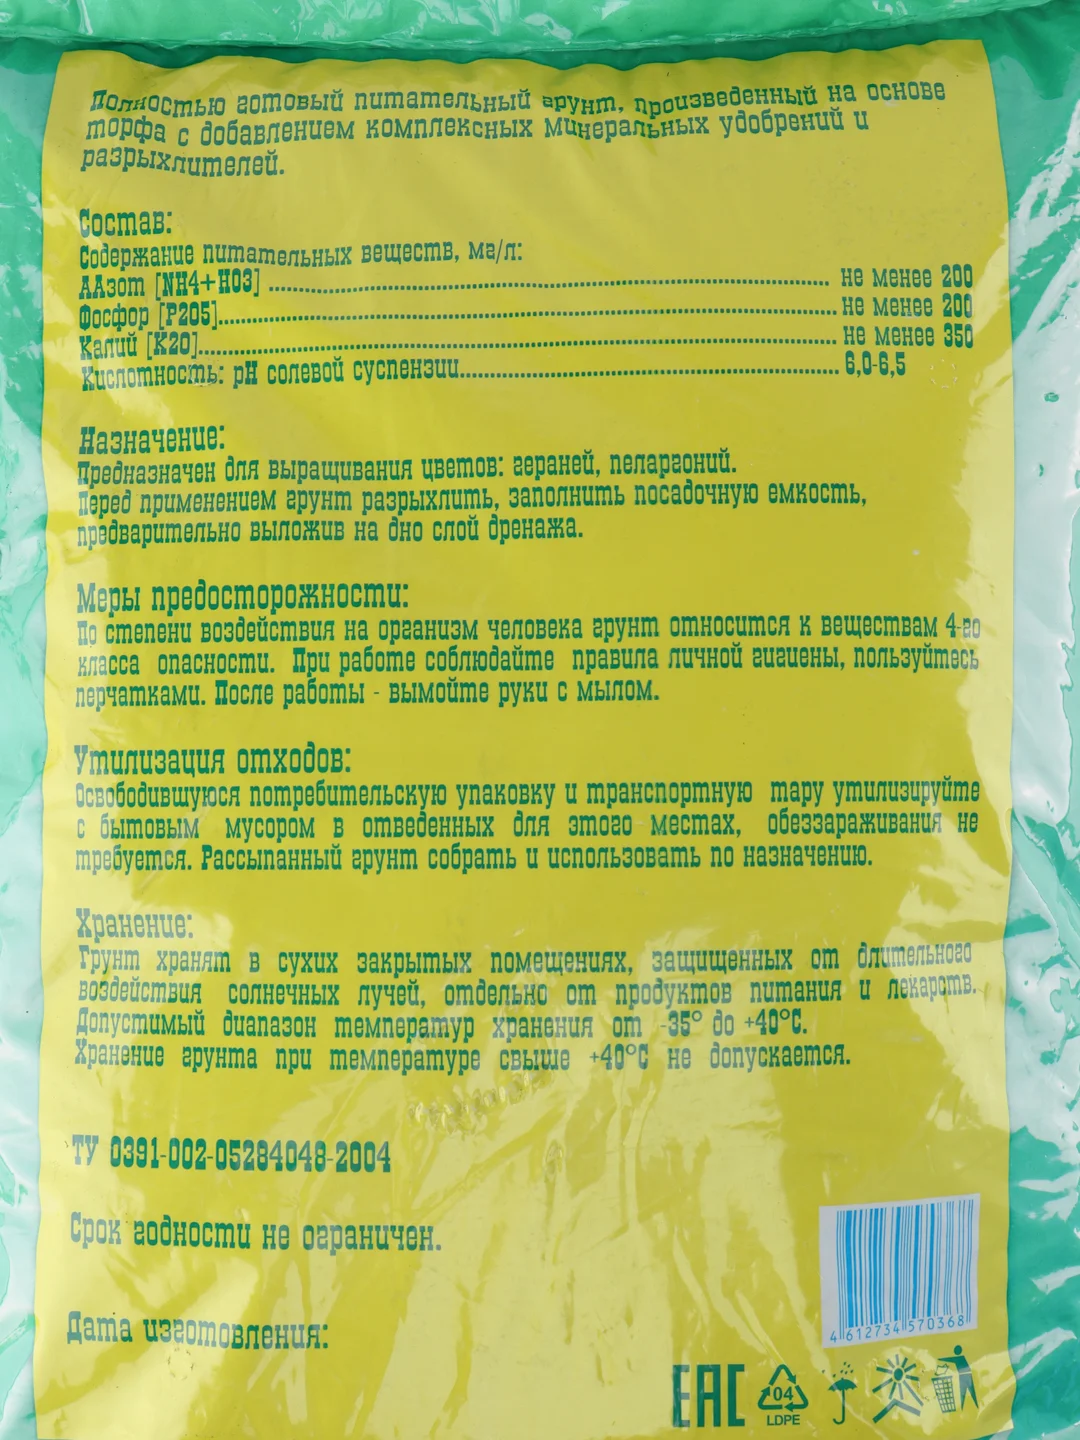 Полностью готовый питательный грунт, произведенный на основе
торфа с добавлением комплексных минеральных удобрений и
разрыхлителей.
Состав:
Содержание питательных веществ, мг/л:
ААзот [NH4+НО3] ........ не менее 200
Фосфор [Р2О5]........ не менее 200
Калий [К2О]........ не менее 350
Кислотность: рН солевой суспензии........ 6,0-6,5
Назначение:
Предназначен для выращивания цветов: гераней, пеларгоний.
Перед применением грунт разрыхлить, заполнить посадочную емкость,
предварительно выложив на дно слой дренажа.
Меры предосторожности:
По степени воздействия на организм человека грунт относится к веществам 4-го
класса опасности. При работе соблюдайте правила личной гигиены, пользуйтесь
перчатками. После работы - вымойте руки с мылом.
Утилизация отходов:
Освободившуюся потребительскую упаковку и транспортную тару утилизируйте
с бытовым мусором в отведенных для этого местах, обеззараживания не
требуется. Рассыпанный грунт собрать и использовать по назначению.
Хранение:
Грунт хранят в сухих закрытых помещениях, защищенных от длительного
воздействия солнечных лучей, отдельно от продуктов питания и лекарств.
Допустимый диапазон температур хранения от -35° до +40°С.
Хранение грунта при температуре свыше +40°С не допускается.
ТУ 0391-002-05284048-2004
Срок годности не ограничен.
Дата изготовления:
4 612734 570368
ЕАС 04
LDPE